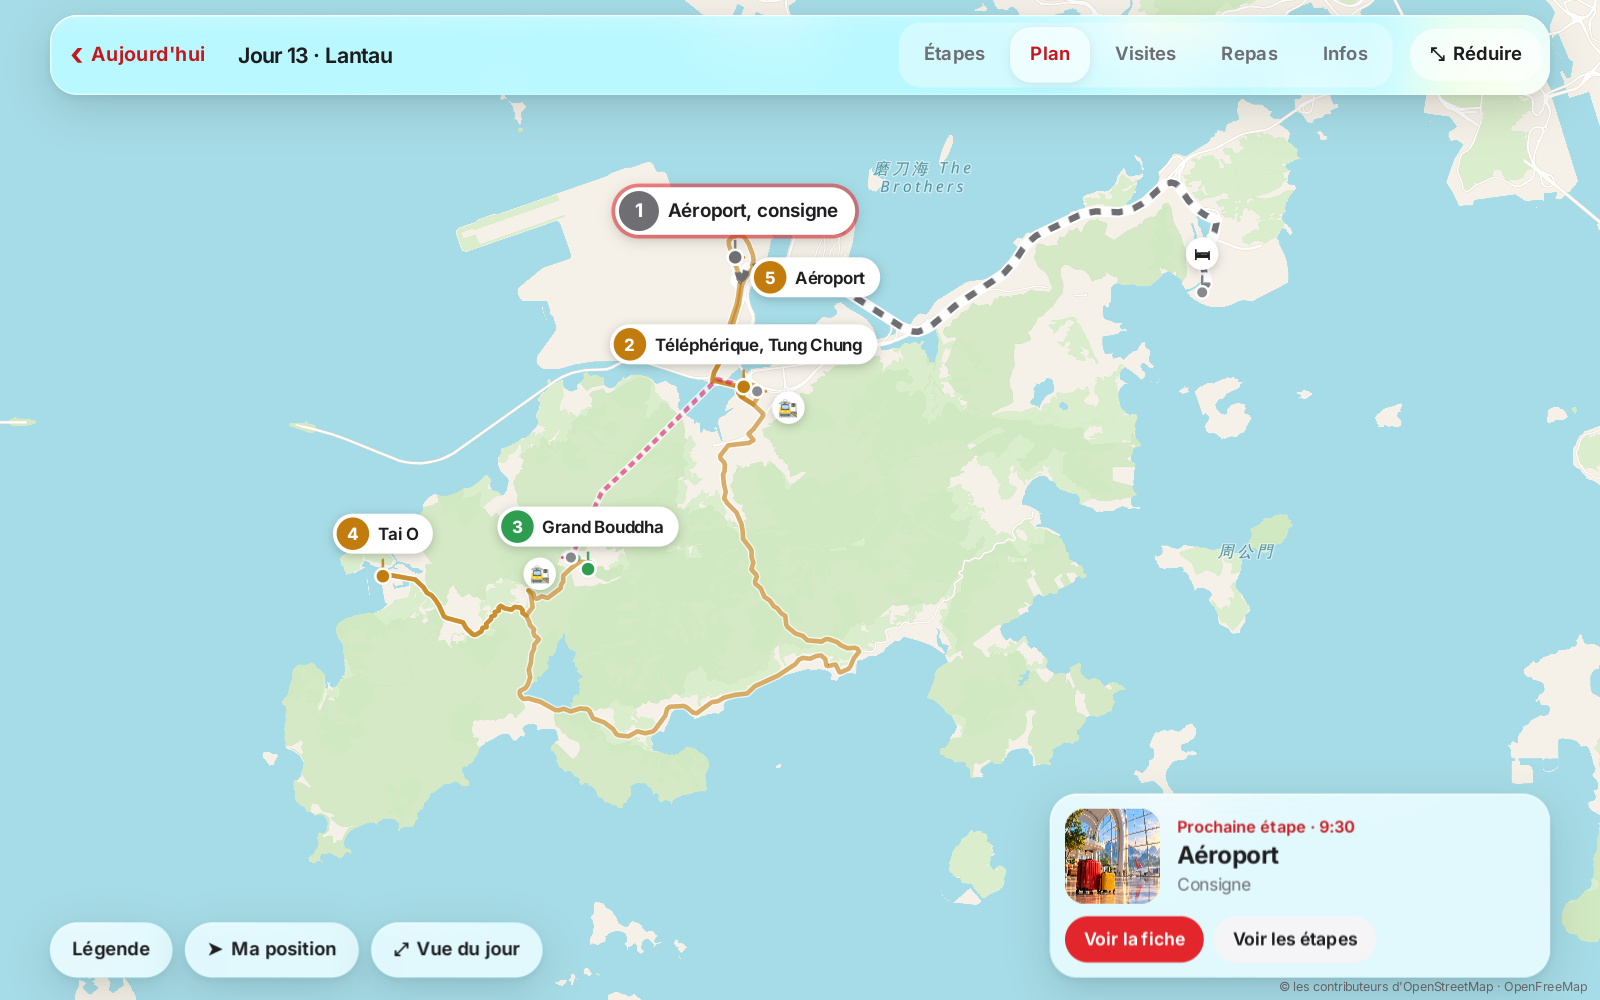 Aujourd'hui
Jour 13 · Lantau
Étapes
Plan
Visites
Repas
Infos
Réduire
磨刀海 The
Brothers
1 Aéroport, consigne
5 Aéroport
2 Téléphérique, Tung Chung
4 Tai O
3 Grand Bouddha
周公門
Prochaine étape · 9:30
Aéroport
Consigne
Voir la fiche
Voir les étapes
Légende
Ma position
Vue du jour
© les contributeurs d'OpenStreetMap · OpenFreeMap